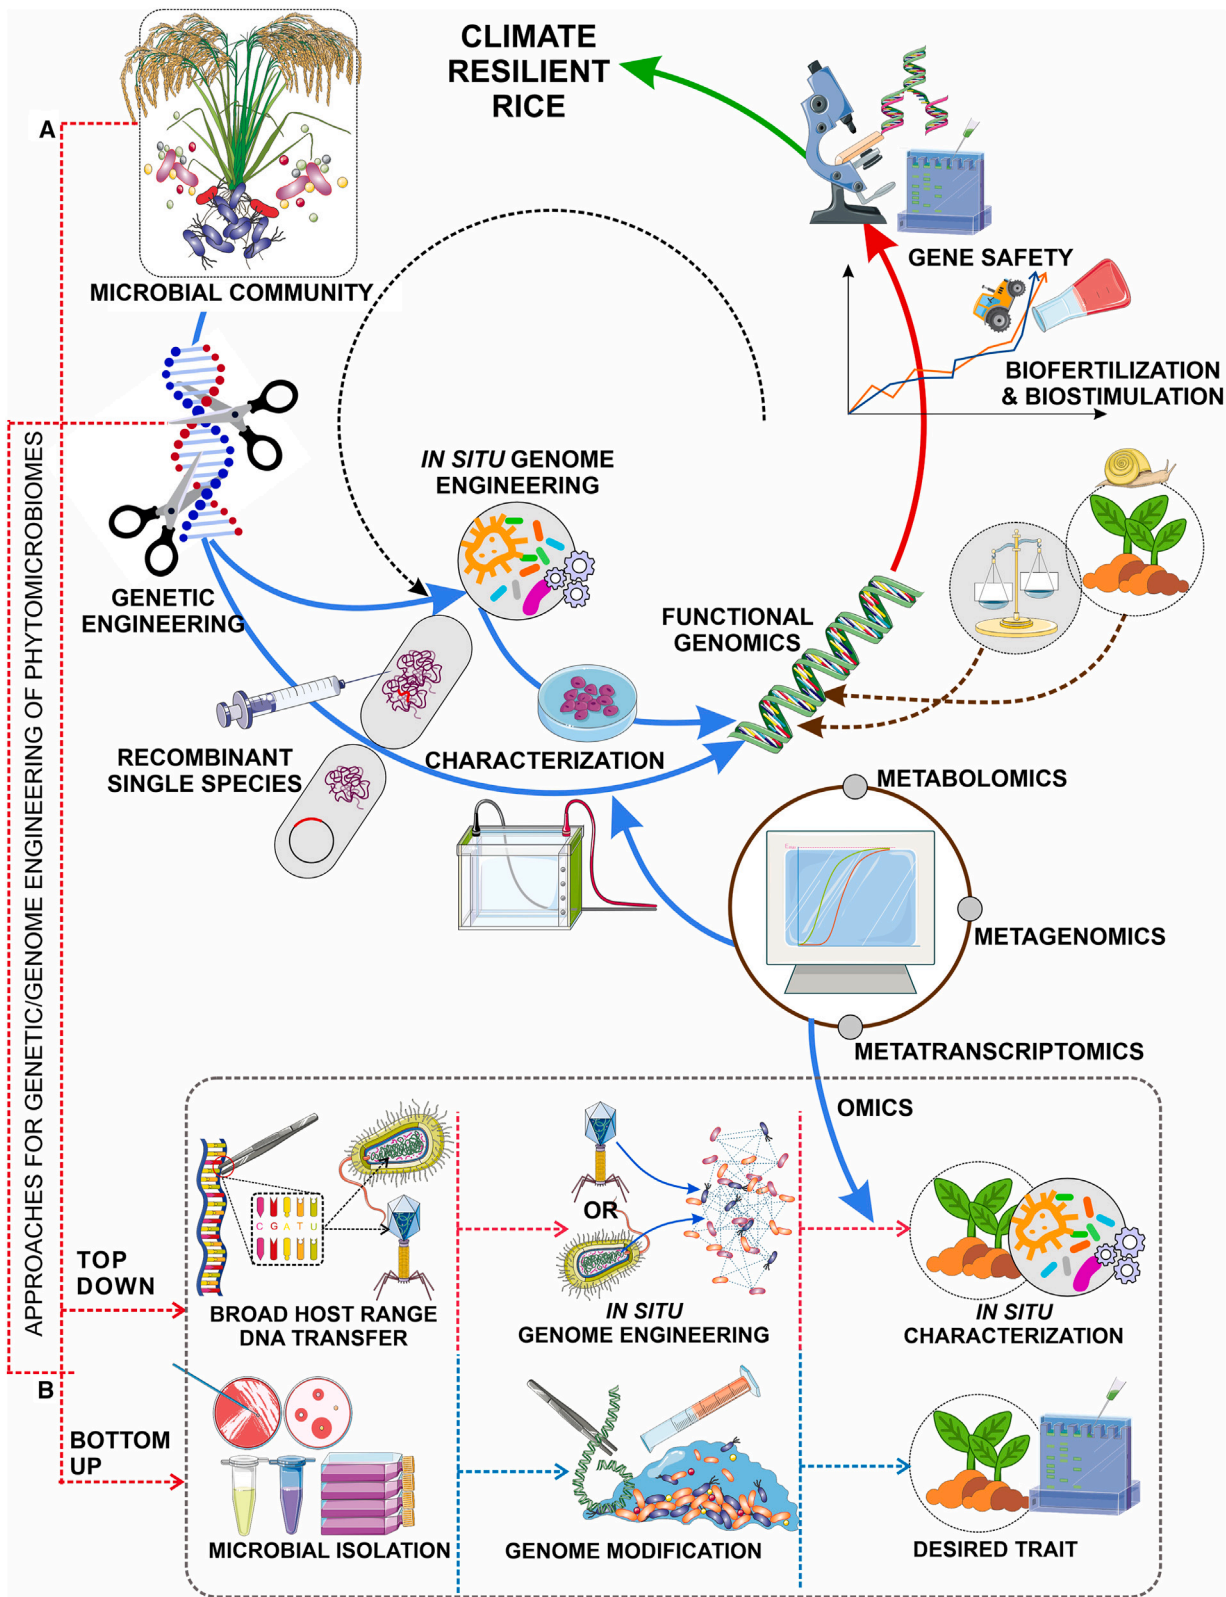 CLIMATE
RESILIENT
RICE
A
MICROBIAL COMMUNITY
GENE SAFETY
BIOFERTILIZATION
& BIOSTIMULATION
IN SITU GENOME
ENGINEERING
GENETIC
ENGINEERING
FUNCTIONAL
GENOMICS
RECOMBINANT
SINGLE SPECIES
CHARACTERIZATION
METABOLOMICS
METAGENOMICS
METATRANSCRIPTOMICS
OMICS
APPROACHES FOR GENETIC/GENOME ENGINEERING OF PHYTOMICROBIOMES
TOP
DOWN
C G A T U
BROAD HOST RANGE
DNA TRANSFER
OR
IN SITU
GENOME ENGINEERING
IN SITU
CHARACTERIZATION
B
BOTTOM
UP
MICROBIAL ISOLATION
GENOME MODIFICATION
DESIRED TRAIT